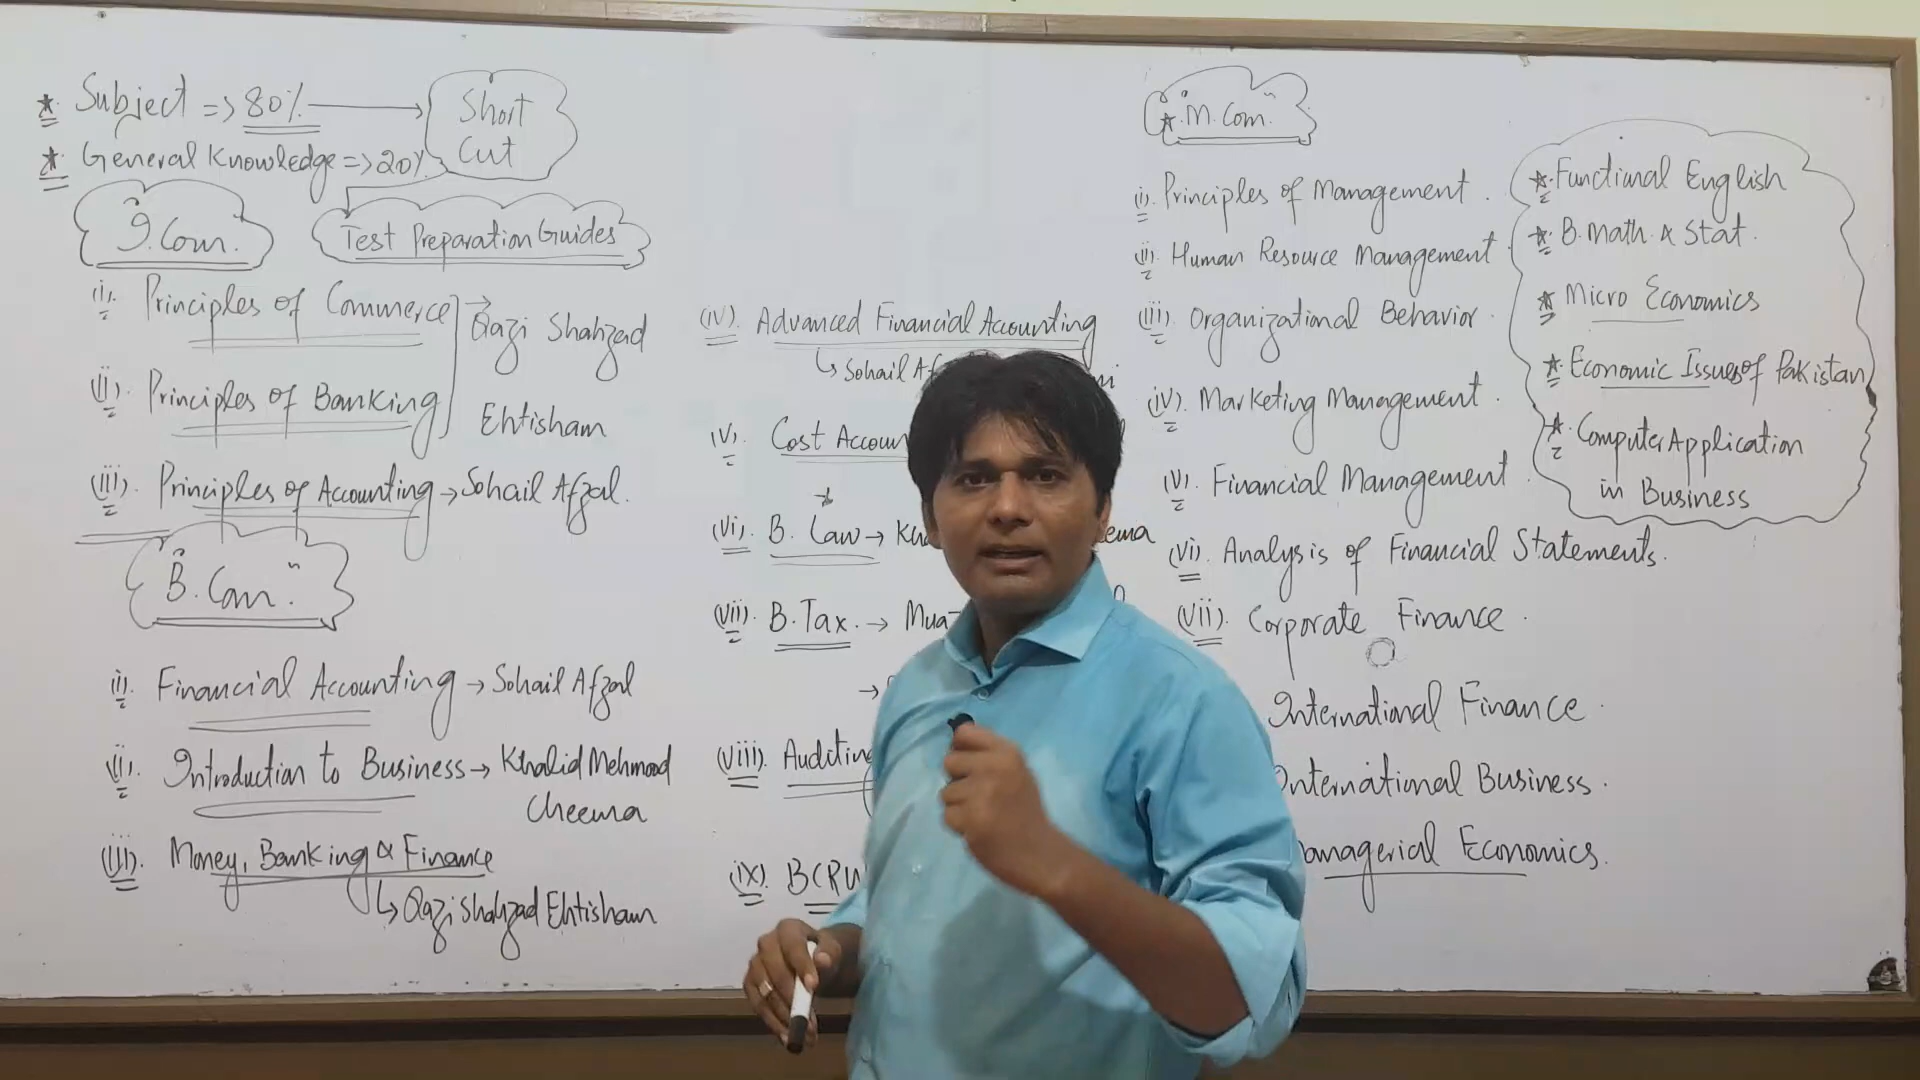 * Subject => 80% → Short Cut
* General Knowledge => 20%
"I.Com."
Test Preparation Guides
(i). Principles of Commerce → Qazi Shahzad
(ii). Principles of Banking Ehtisham
(iii). Principles of Accounting → Sohail Afzal.
"B.Com."
(i). Financial Accounting → Sohail Afzal
(ii). Introduction to Business → Khalid Mehmood
Cheema
(iii). Money, Banking & Finance
↳ Qazi Shahzad Ehtisham
(iv). Advanced Financial Accounting
↳ Sohail
(v). Cost
(vi). B. Law →
(vii). B. Tax. →
(viii). Auditing
(ix).
* "M.Com."
(i). Principles of Management.
(ii). Human Resource Management
(iii). Organizational Behavior.
(iv). Marketing Management.
(v). Financial Management.
(vi). Analysis of Financial Statements.
(vii). Corporate Finance.
International Finance.
International Business.
Economics.
* Functional English
* B.Math & Stat.
* Micro Economics
* Economic Issues of Pakistan
* Computer Application
in Business